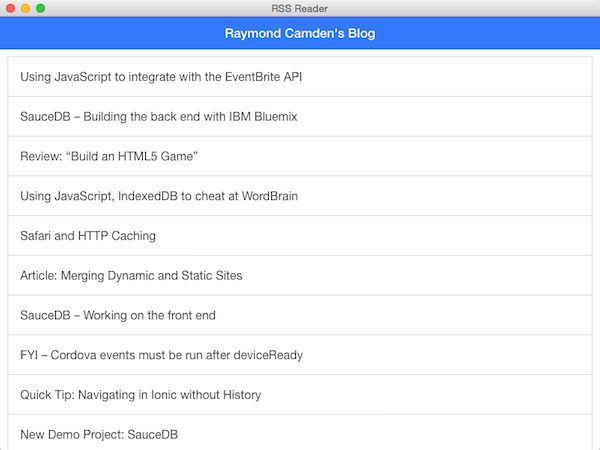 RSS Reader
Raymond Camden's Blog
Using JavaScript to integrate with the EventBrite API
SauceDB – Building the back end with IBM Bluemix
Review: “Build an HTML5 Game”
Using JavaScript, IndexedDB to cheat at WordBrain
Safari and HTTP Caching
Article: Merging Dynamic and Static Sites
SauceDB – Working on the front end
FYI – Cordova events must be run after deviceReady
Quick Tip: Navigating in Ionic without History
New Demo Project: SauceDB